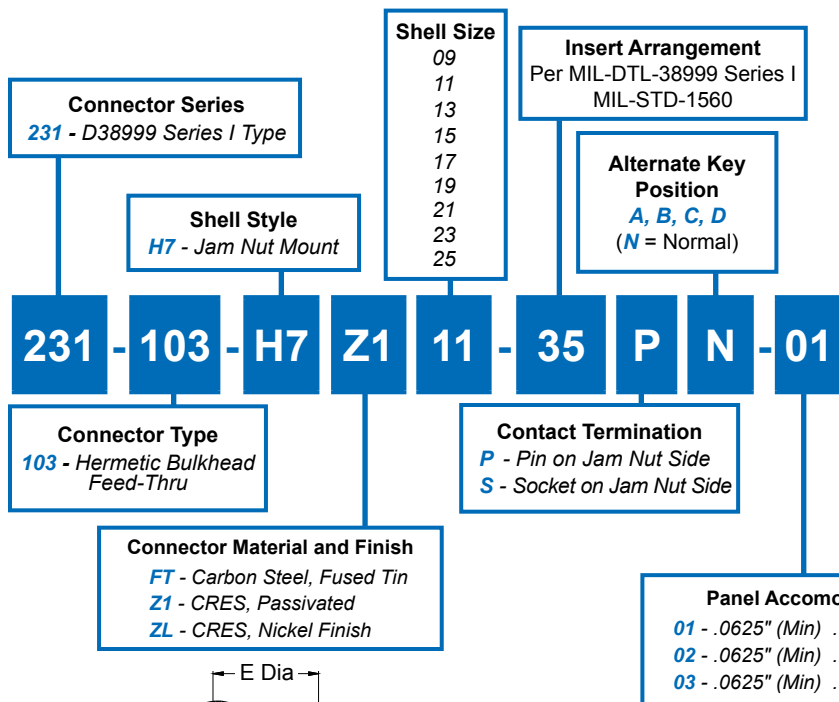 Connector Series
231 - D38999 Series I Type
Shell Style
H7 - Jam Nut Mount
Shell Size
09
11
13
15
17
19
21
23
25
Insert Arrangement
Per MIL-DTL-38999 Series I
MIL-STD-1560
Alternate Key
Position
A, B, C, D
(N = Normal)
231 - 103 - H7 Z1 11 - 35 P N - 01
Connector Type
103 - Hermetic Bulkhead
Feed-Thru
Connector Material and Finish
FT - Carbon Steel, Fused Tin
Z1 - CRES, Passivated
ZL - CRES, Nickel Finish
Contact Termination
P - Pin on Jam Nut Side
S - Socket on Jam Nut Side
Panel Accomo
01 - .0625" (Min) .
02 - .0625" (Min) .
03 - .0625" (Min) .
E Dia